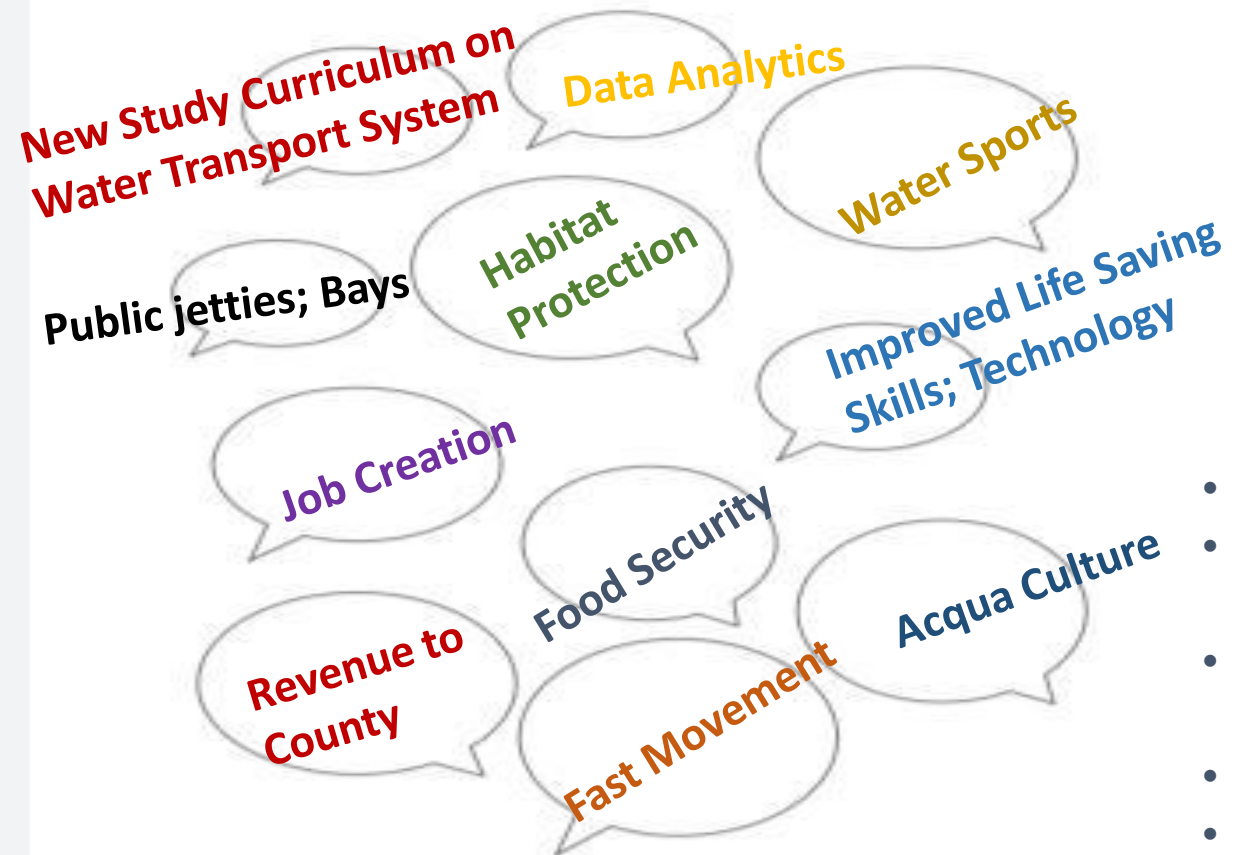 New Study Curriculum on
Water Transport System
Data Analytics
Water Sports
Habitat
Protection
Public jetties; Bays
Improved Life Saving
Skills; Technology
Job Creation
Food Security
Acqua Culture
Revenue to
County
Fast Movement